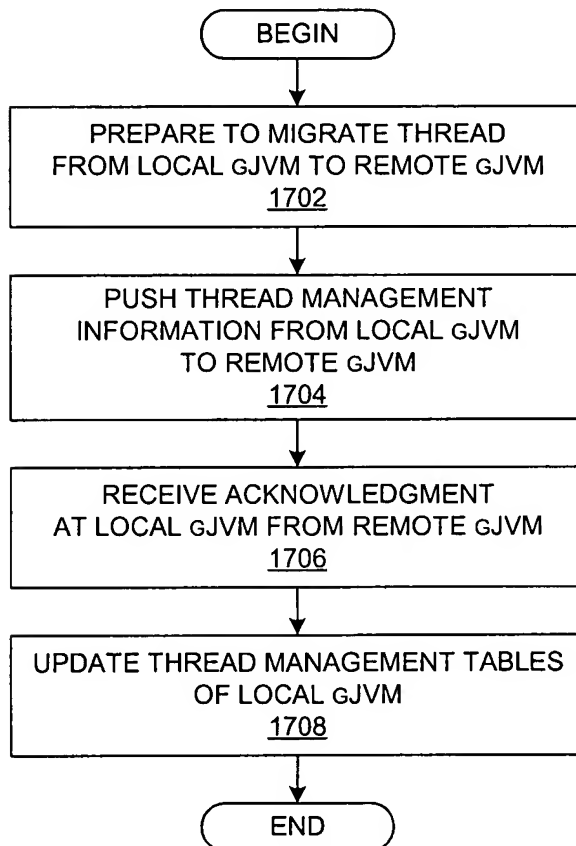 BEGIN
PREPARE TO MIGRATE THREAD
FROM LOCAL GJVM TO REMOTE GJVM
1702
PUSH THREAD MANAGEMENT
INFORMATION FROM LOCAL GJVM
TO REMOTE GJVM
1704
RECEIVE ACKNOWLEDGMENT
AT LOCAL GJVM FROM REMOTE GJVM
1706
UPDATE THREAD MANAGEMENT TABLES
OF LOCAL GJVM
1708
END